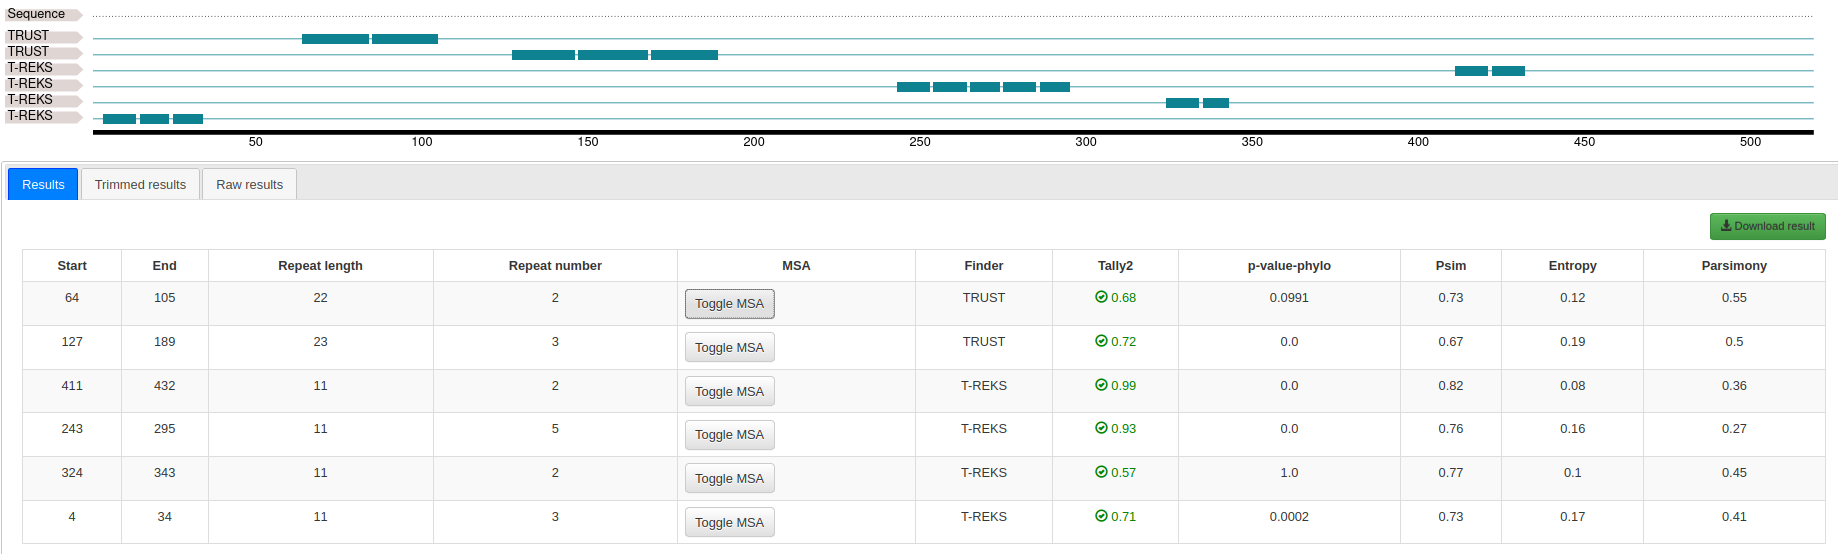 Sequence
TRUST
TRUST
T-REKS
T-REKS
T-REKS
T-REKS
50 100 150 200 250 300 350 400 450 500
Results Trimmed results Raw results
Download result
Start End Repeat length Repeat number MSA Finder Tally2 p-value-phylo Psim Entropy Parsimony
64 105 22 2 Toggle MSA TRUST 0.68 0.0991 0.73 0.12 0.55
127 189 23 3 Toggle MSA TRUST 0.72 0.0 0.67 0.19 0.5
411 432 11 2 Toggle MSA T-REKS 0.99 0.0 0.82 0.08 0.36
243 295 11 5 Toggle MSA T-REKS 0.93 0.0 0.76 0.16 0.27
324 343 11 2 Toggle MSA T-REKS 0.57 1.0 0.77 0.1 0.45
4 34 11 3 Toggle MSA T-REKS 0.71 0.0002 0.73 0.17 0.41